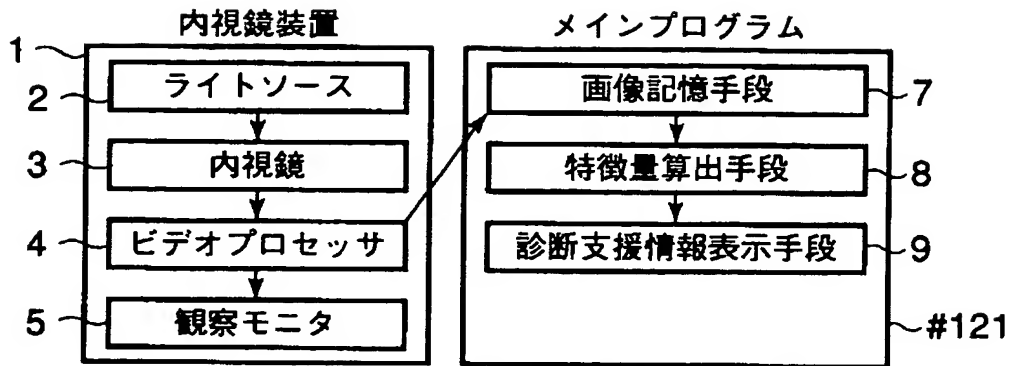 内視鏡装置
1
2
ライトソース
3
内視鏡
4
ビデオプロセッサ
5
観察モニタ
メインプログラム
画像記憶手段
7
特徴量算出手段
8
診断支援情報表示手段
9
#121